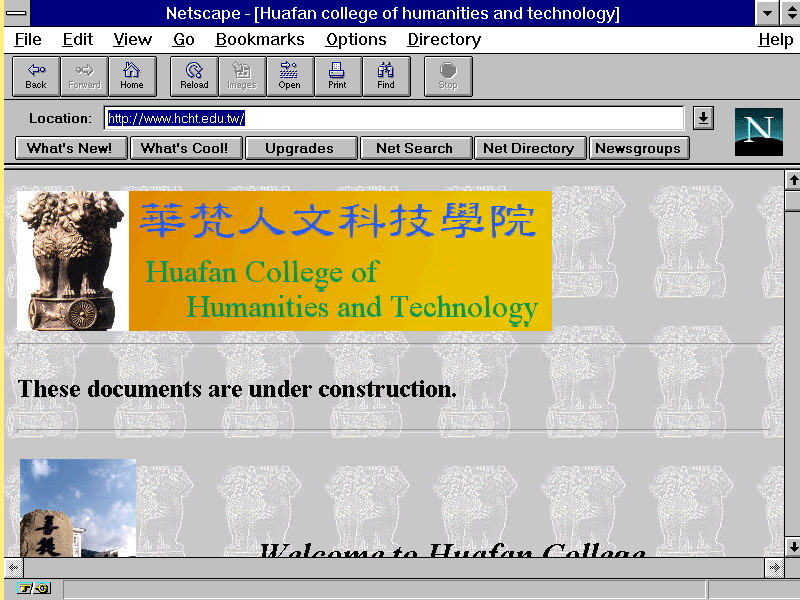 Netscape - [Huafan college of humanities and technology]
File Edit View Go Bookmarks Options Directory Help
Back Forward Home Reload Images Open Print Find Stop
Location: http://www.hcht.edu.tw/
N
What's New! What's Cool! Upgrades Net Search Net Directory Newsgroups
華梵人文科技學院
Huafan College of
Humanities and Technology
These documents are under construction.
Welcome to Huafan College